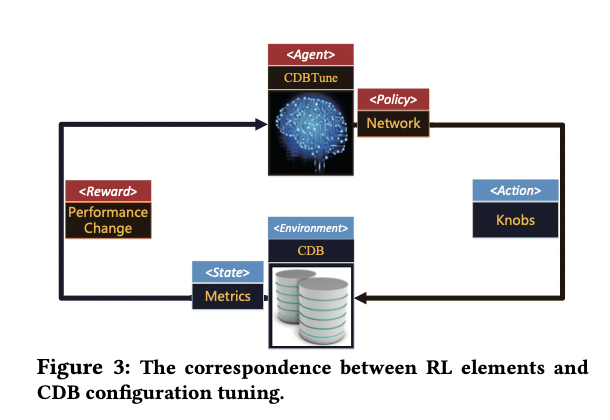 <Agent>
CDBTune
<Policy>
Network
<Reward>
Performance
Change
<Action>
Knobs
<Environment>
CDB
<State>
Metrics
Figure 3: The correspondence between RL elements and
CDB configuration tuning.